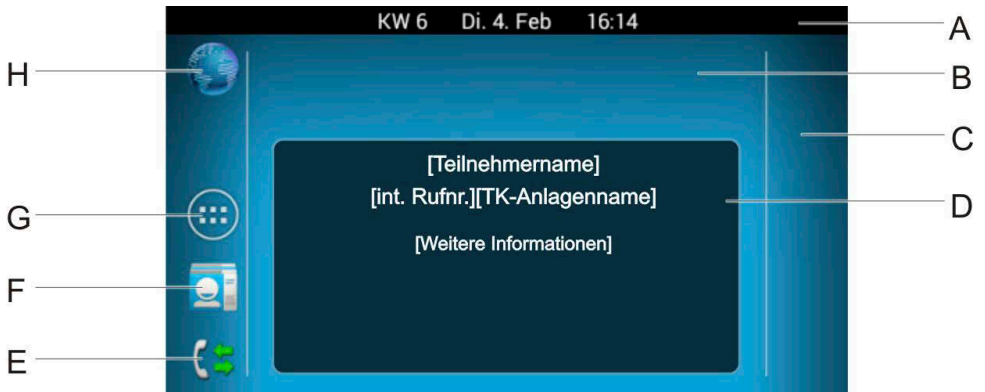 KW 6 Di. 4. Feb 16:14
A
H
B
C
[Teilnehmername]
[int. Rufnr.][TK-Anlagenname]
D
G
[Weitere Informationen]
F
E